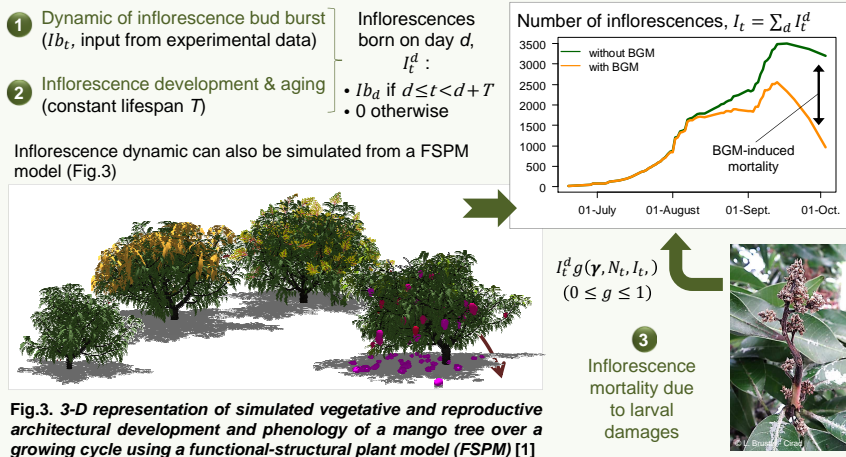 1 Dynamic of inflorescence bud burst
(Ib_t, input from experimental data)
2 Inflorescence development & aging
(constant lifespan T)
Inflorescences
born on day d,
I_t^d :
• Ib_d if d≤t<d+T
• 0 otherwise
Inflorescence dynamic can also be simulated from a FSPM
model (Fig.3)
Number of inflorescences, I_t = ∑_d I_t^d
3500
3000
2500
2000
1500
1000
500
0
without BGM
with BGM
BGM-induced
mortality
01-July
01-August
01-Sept.
01-Oct.
I_t^d g(γ, N_t, I_t,)
(0 ≤ g ≤ 1)
3
Inflorescence
mortality due
to larval
damages
Fig.3. 3-D representation of simulated vegetative and reproductive
architectural development and phenology of a mango tree over a
growing cycle using a functional-structural plant model (FSPM) [1]